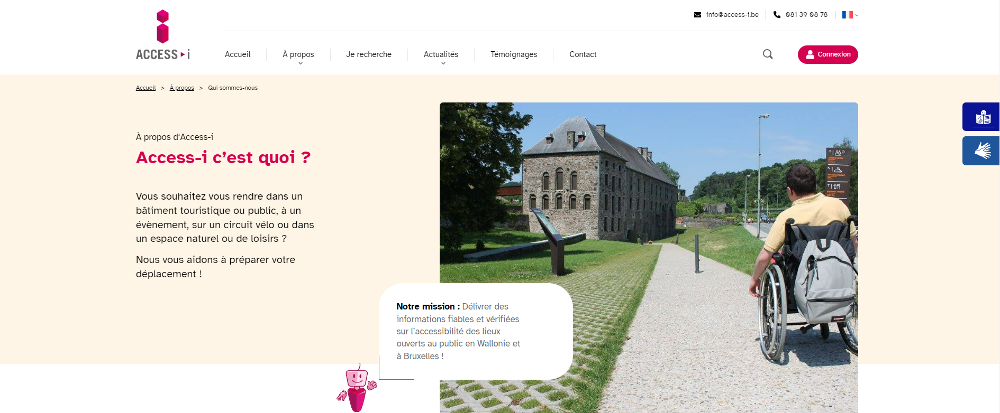 info@access-i.be
081 39 08 78
ACCESS i
Accueil
À propos
Je recherche
Actualités
Témoignages
Contact
Connexion
Accueil > À propos > Qui sommes-nous
À propos d'Access-i
Access-i c’est quoi ?
Vous souhaitez vous rendre dans un
bâtiment touristique ou public, à un
évènement, sur un circuit vélo ou dans
un espace naturel ou de loisirs ?
Nous vous aidons à préparer votre
déplacement !
Notre mission : Délivrer des
informations fiables et vérifiées
sur l’accessibilité des lieux
ouverts au public en Wallonie et
à Bruxelles !